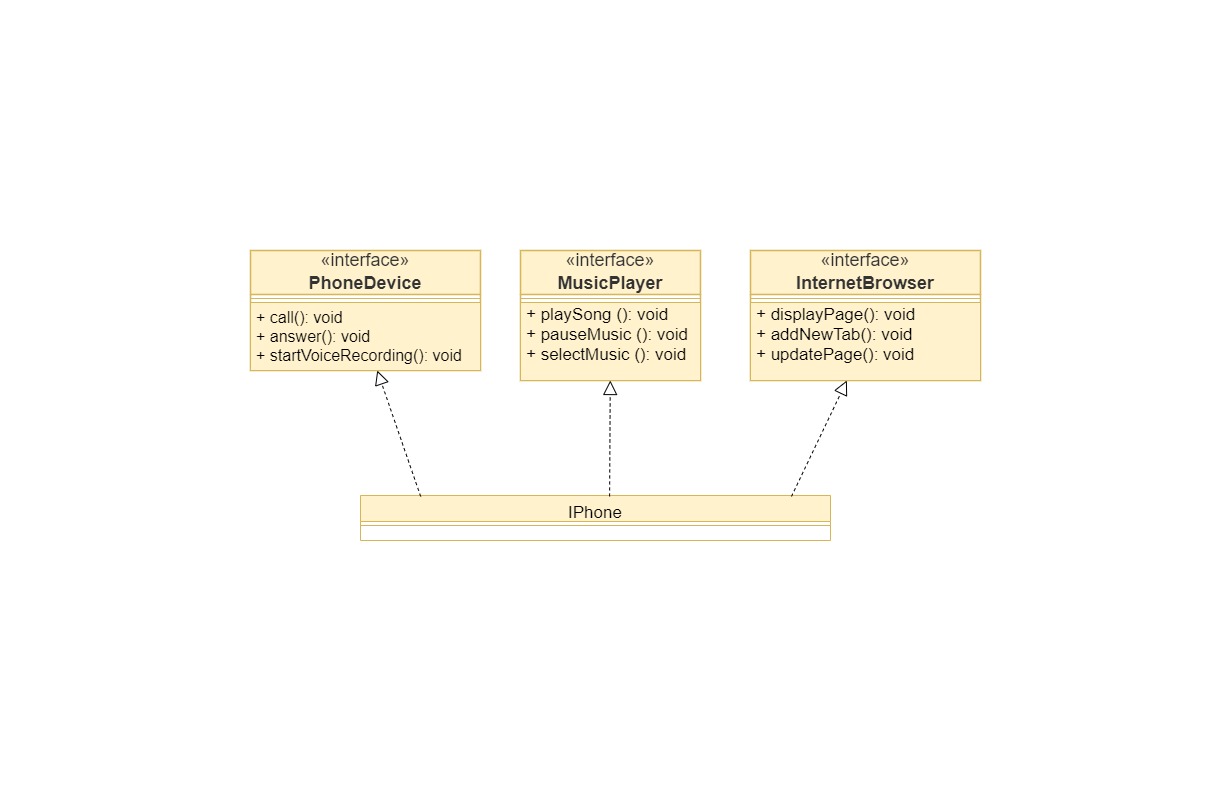 «interface»
PhoneDevice
+ call(): void
+ answer(): void
+ startVoiceRecording(): void
«interface»
MusicPlayer
+ playSong (): void
+ pauseMusic (): void
+ selectMusic (): void
«interface»
InternetBrowser
+ displayPage(): void
+ addNewTab(): void
+ updatePage(): void
IPhone